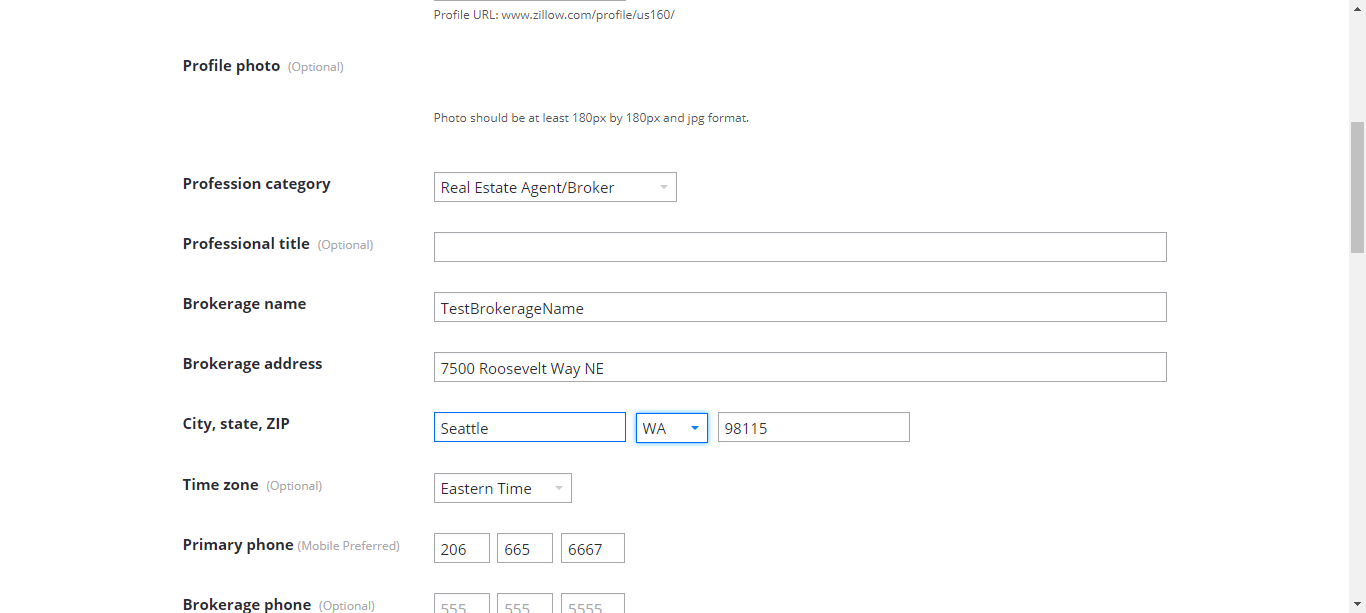 Profile URL: www.zillow.com/profile/us160/
Profile photo (Optional)
Photo should be at least 180px by 180px and jpg format.
Profession category Real Estate Agent/Broker
Professional title (Optional)
Brokerage name TestBrokerageName
Brokerage address 7500 Roosevelt Way NE
City, state, ZIP Seattle WA 98115
Time zone (Optional) Eastern Time
Primary phone (Mobile Preferred) 206 665 6667
Brokerage phone (Optional) 555 555 5555